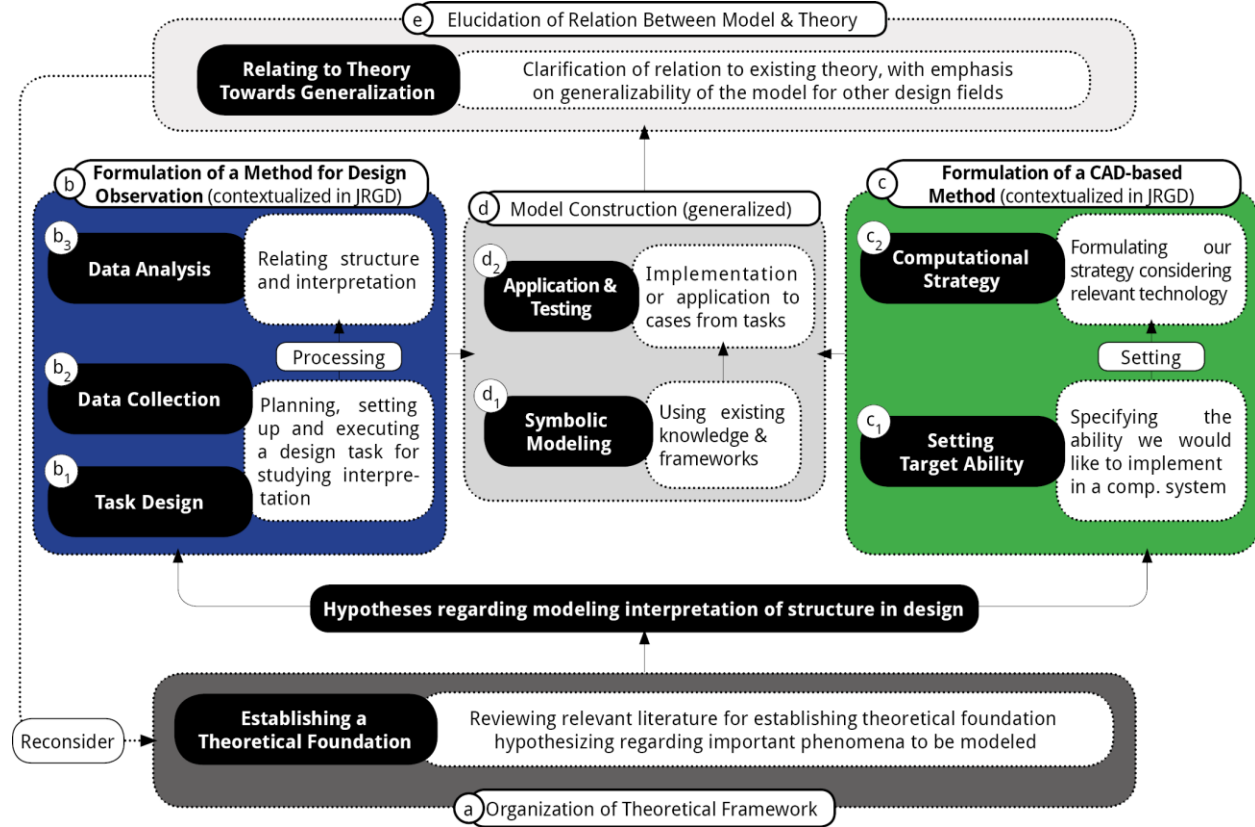 e Elucidation of Relation Between Model & Theory
Relating to Theory
Towards Generalization
Clarification of relation to existing theory, with emphasis
on generalizability of the model for other design fields
b Formulation of a Method for Design
Observation (contextualized in JRGD)
b3
Data Analysis
Relating structure
and interpretation
Processing
b2
Data Collection
b1
Task Design
Planning, setting
up and executing
a design task for
studying interpre-
tation
d Model Construction (generalized)
d2
Application &
Testing
Implementation
or application to
cases from tasks
d1
Symbolic
Modeling
Using existing
knowledge &
frameworks
c Formulation of a CAD-based
Method (contextualized in JRGD)
c2
Computational
Strategy
Formulating our
strategy considering
relevant technology
Setting
c1
Setting
Target Ability
Specifying the
ability we would
like to implement
in a comp. system
Hypotheses regarding modeling interpretation of structure in design
Reconsider
Establishing a
Theoretical Foundation
Reviewing relevant literature for establishing theoretical foundation
hypothesizing regarding important phenomena to be modeled
a Organization of Theoretical Framework